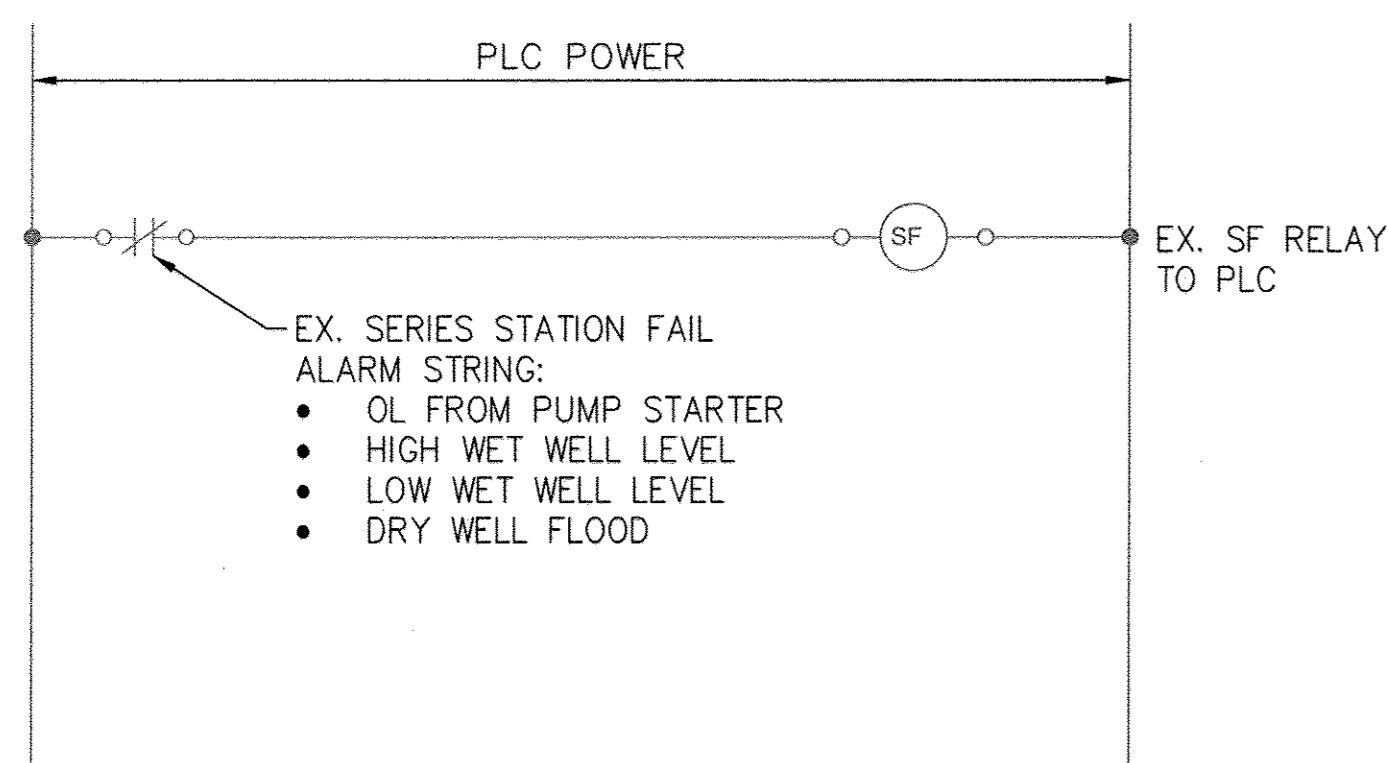 PLC POWER
SF
EX. SF RELAY
TO PLC
EX. SERIES STATION FAIL
ALARM STRING:
• OL FROM PUMP STARTER
• HIGH WET WELL LEVEL
• LOW WET WELL LEVEL
• DRY WELL FLOOD